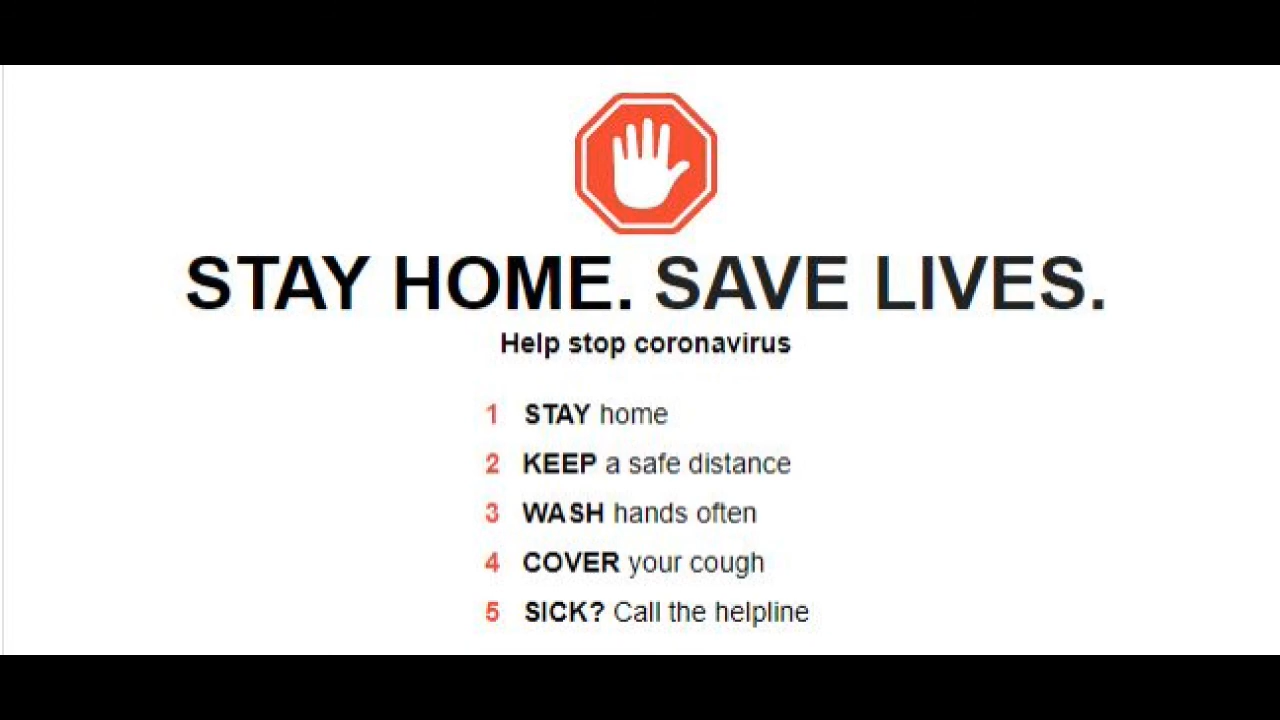 STAY HOME. SAVE LIVES.
Help stop coronavirus
1 STAY home
2 KEEP a safe distance
3 WASH hands often
4 COVER your cough
5 SICK? Call the helpline